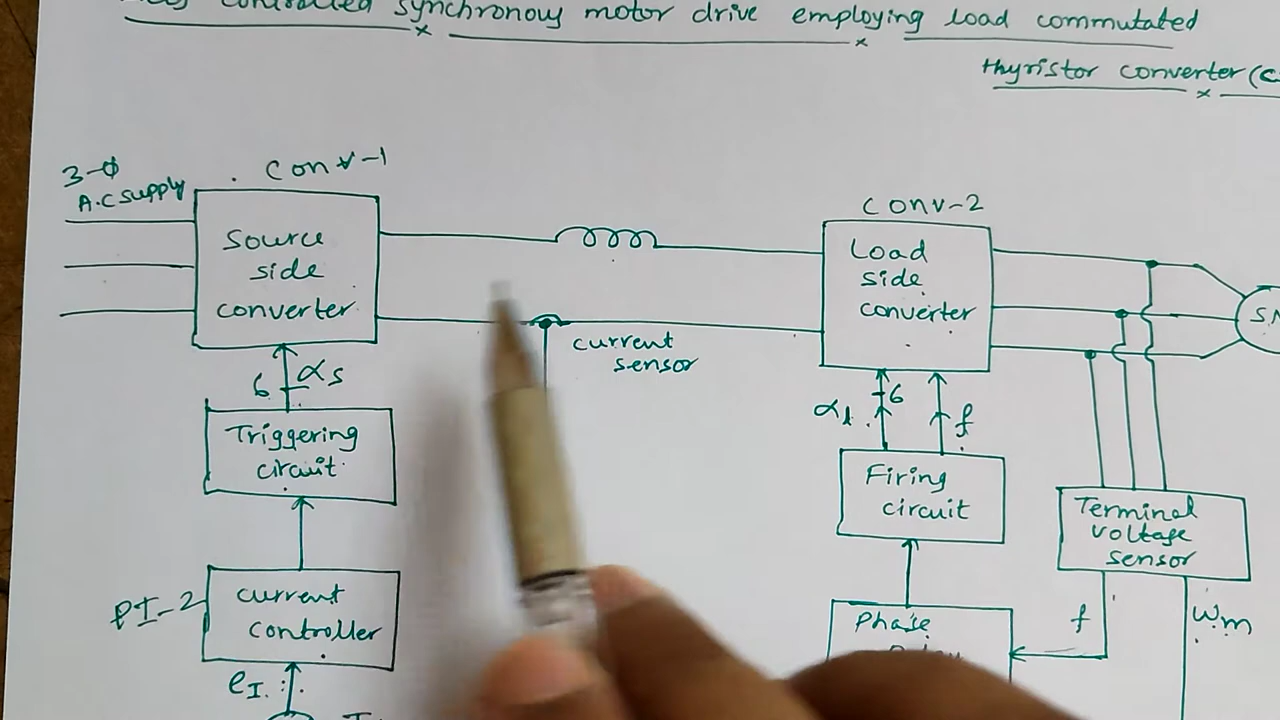 controlled synchronous motor drive employing load commutated
thyristor converter (C
3-ϕ
A.C supply
Conv-1
Source
side
converter
6 αs
Triggering
circuit
PI-2
current
controller
eI
current
sensor
Conv-2
Load
side
converter
αl 6 f
Firing
circuit
Phase
SM
Terminal
voltage
sensor
f
ωm